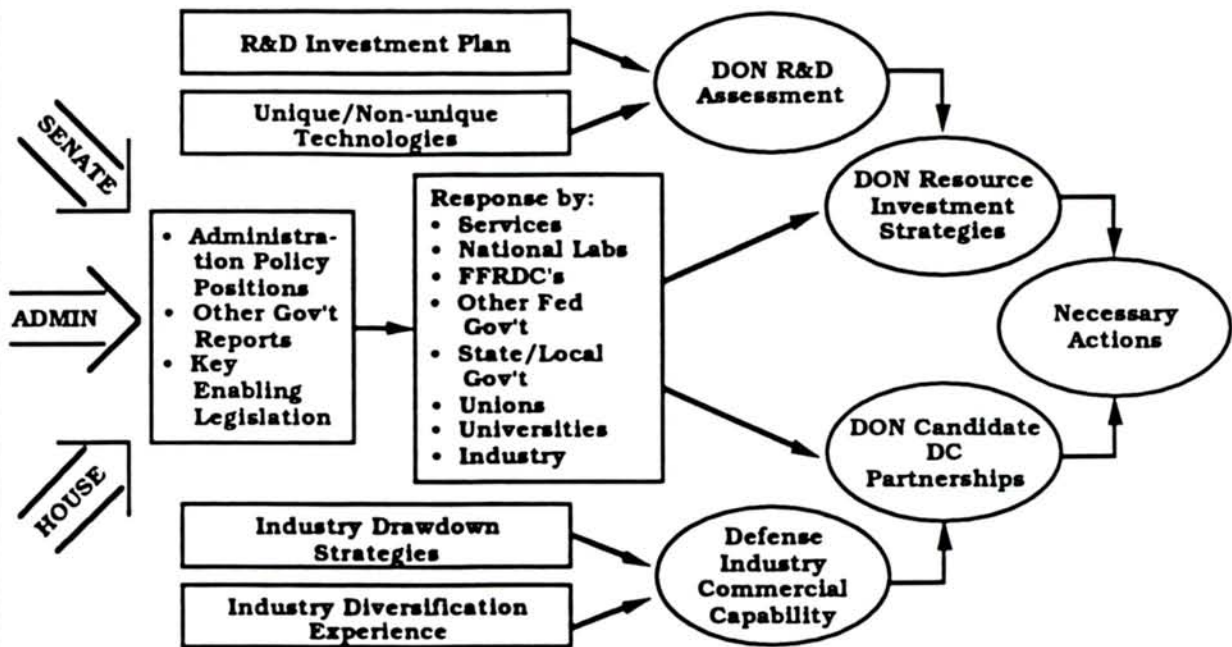 R&D Investment Plan
Unique/Non-unique
Technologies
DON R&D
Assessment
SENATE
ADMIN
HOUSE
• Administra-
tion Policy
Positions
• Other Gov't
Reports
• Key
Enabling
Legislation
Response by:
• Services
• National Labs
• FFRDC's
• Other Fed
Gov't
• State/Local
Gov't
• Unions
• Universities
• Industry
DON Resource
Investment
Strategies
Necessary
Actions
DON Candidate
DC
Partnerships
Industry Drawdown
Strategies
Industry Diversification
Experience
Defense
Industry
Commercial
Capability